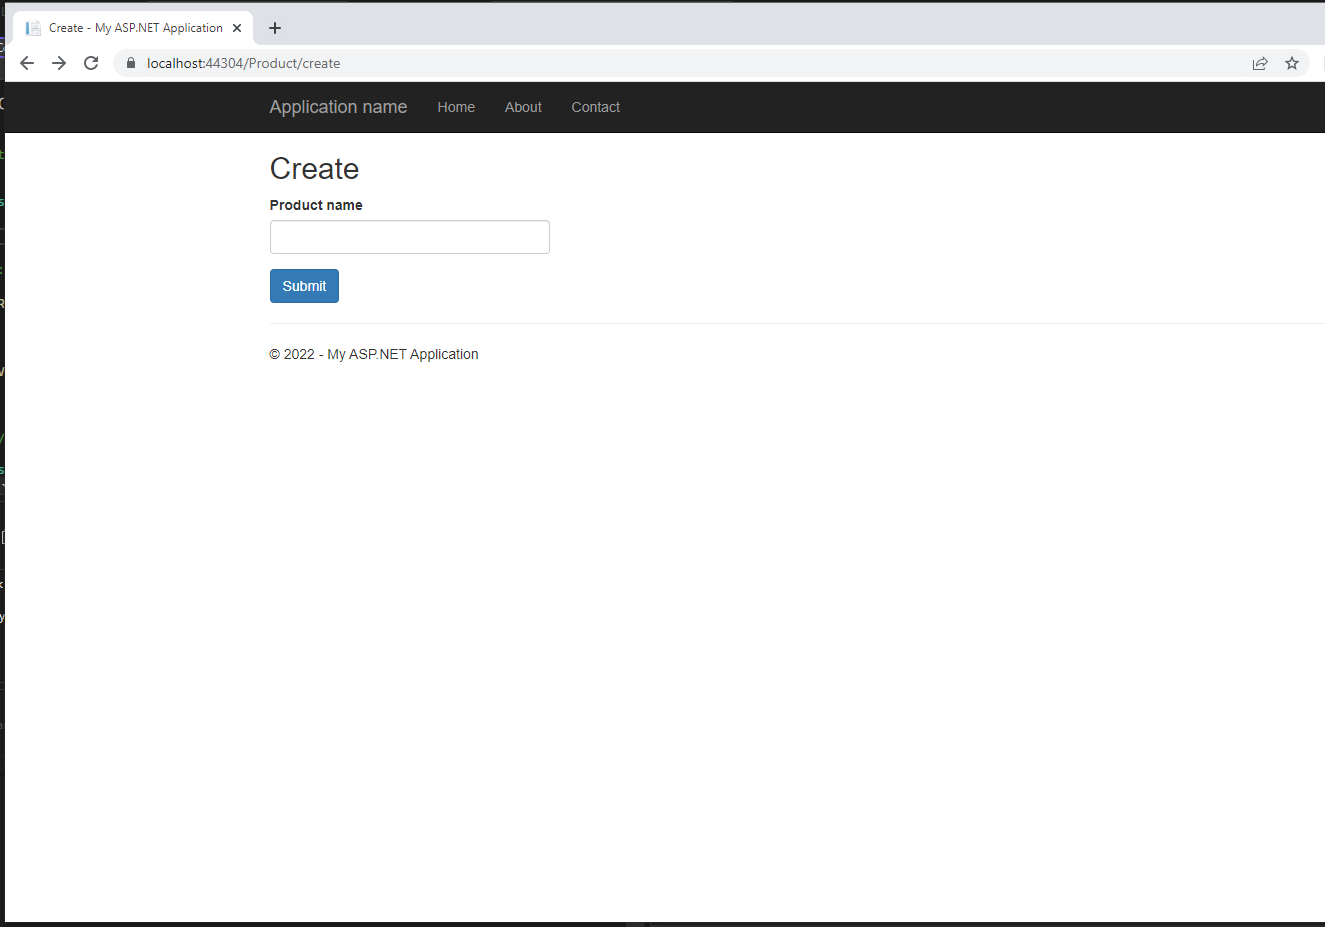 Create - My ASP.NET Application
localhost:44304/Product/create
Application name Home About Contact
Create
Product name
Submit
© 2022 - My ASP.NET Application